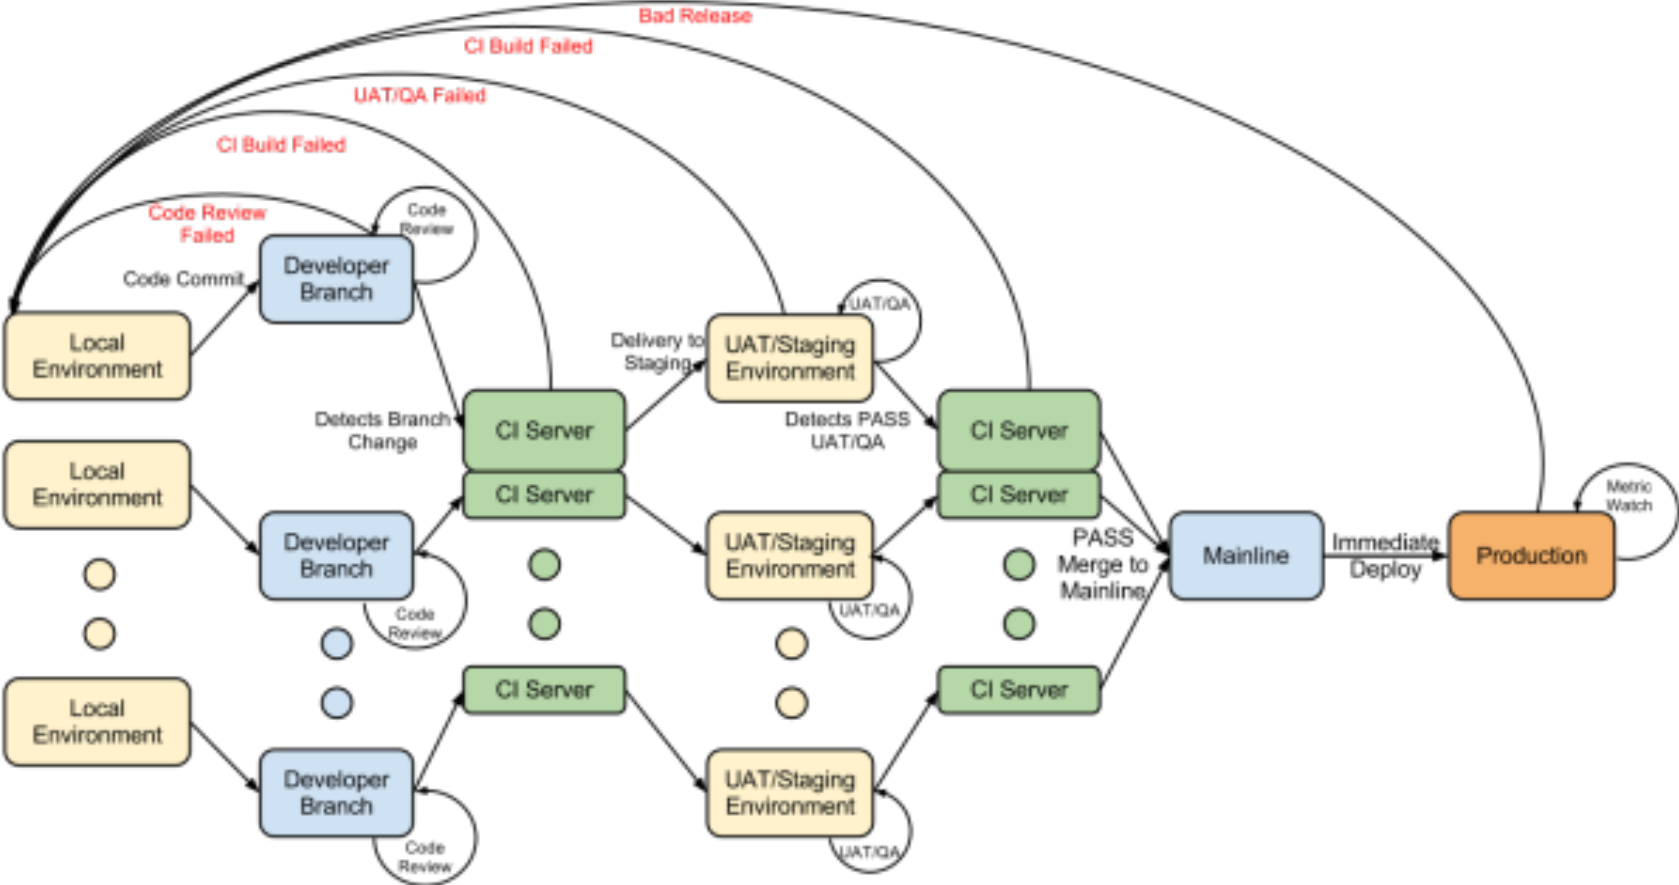 Bad Release
CI Build Failed
UAT/QA Failed
CI Build Failed
Code Review
Failed
Code
Review
Code Commit
Developer
Branch
Local
Environment
Detects Branch
Change
CI Server
Delivery to
Staging
UAT/Staging
Environment
UAT/QA
Detects PASS
UAT/QA
CI Server
Local
Environment
Developer
Branch
Code
Review
CI Server
UAT/Staging
Environment
UAT/QA
CI Server
PASS
Merge to
Mainline
Mainline
Immediate
Deploy
Production
Metric
Watch
Local
Environment
Developer
Branch
Code
Review
CI Server
UAT/Staging
Environment
UAT/QA
CI Server